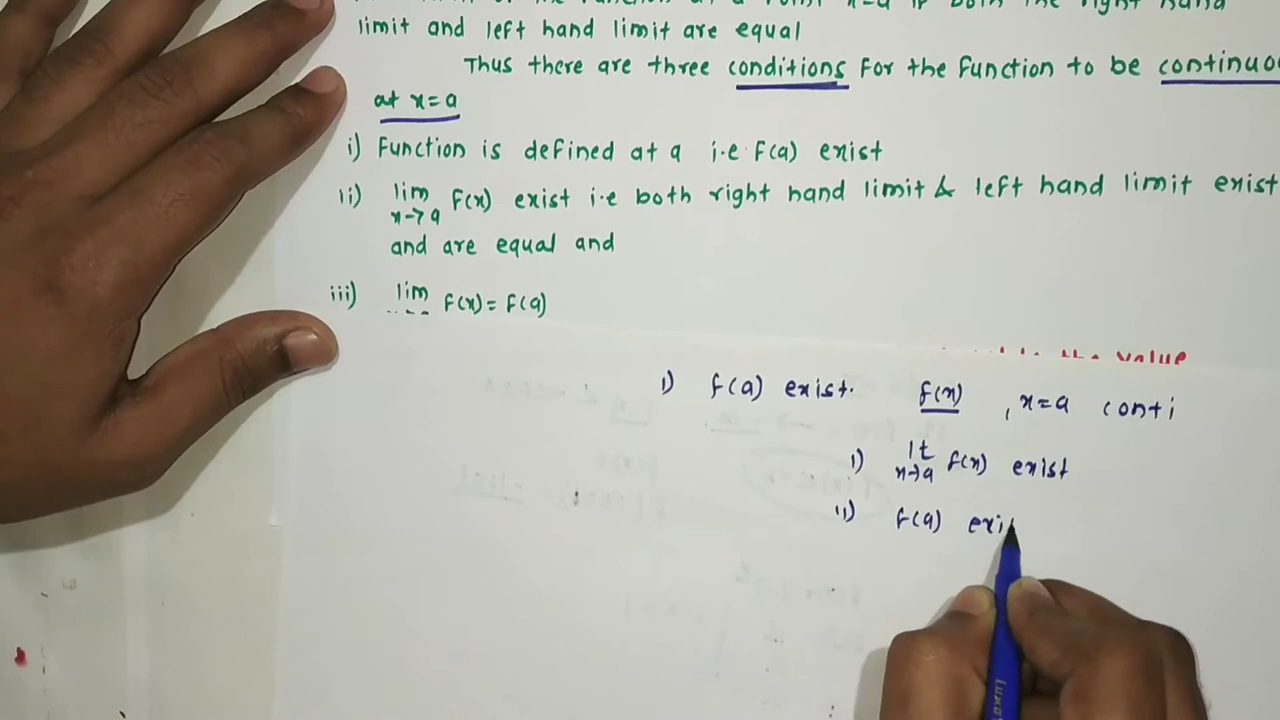 limit and left hand limit are equal
Thus there are three conditions for the function to be continuo
at x=a
i) Function is defined at a i.e f(a) exist
ii) lim x→a f(x) exist i.e both right hand limit & left hand limit exist
and are equal and
iii) lim f(x) = f(a)
the value
i) f(a) exist. f(x) , x=a conti
i) lt x→a f(x) exist
ii) f(a) exi